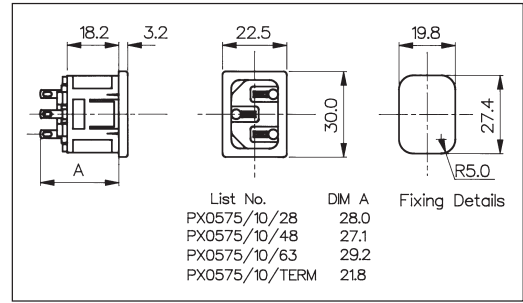 18.2 3.2 22.5 19.8
30.0 27.4
A R5.0
List No. DIM A Fixing Details
PX0575/10/28 28.0
PX0575/10/48 27.1
PX0575/10/63 29.2
PX0575/10/TERM 21.8